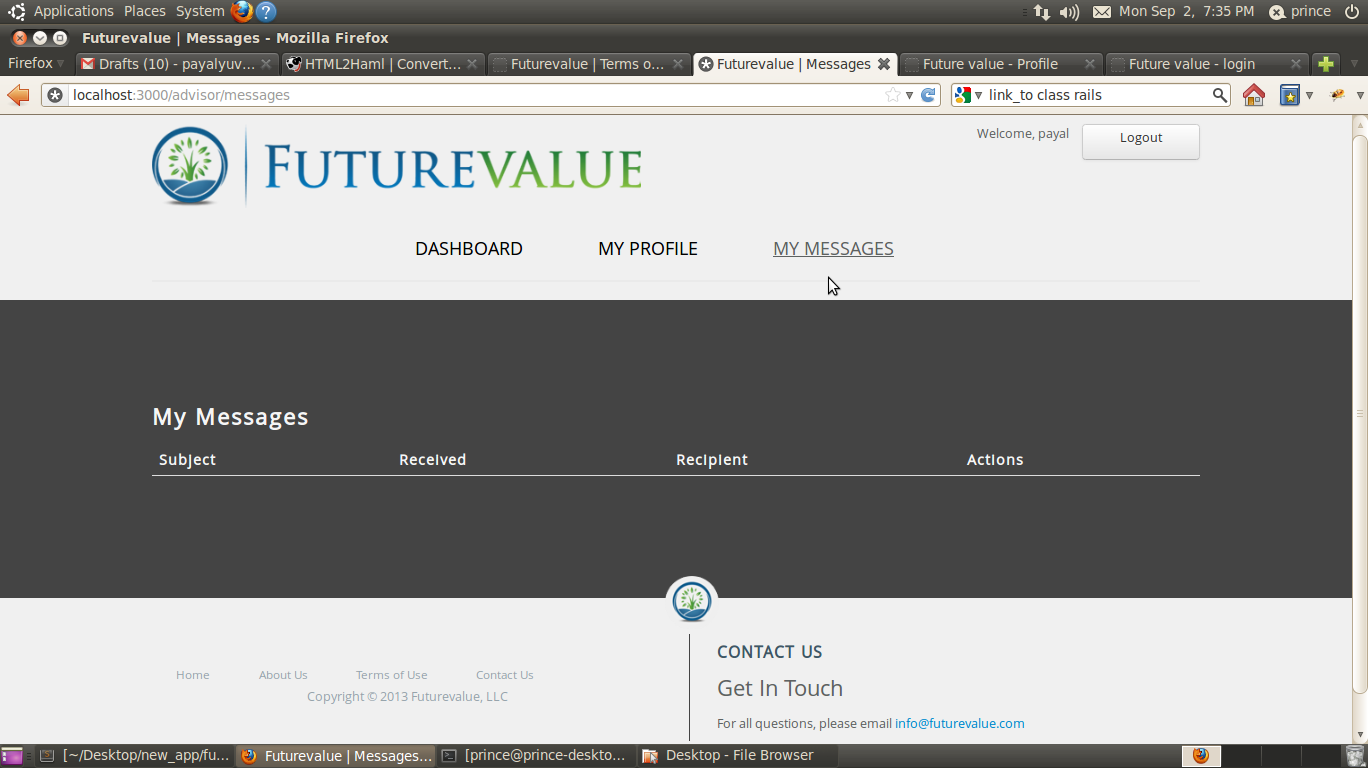 Applications Places System Mon Sep 2, 7:35 PM prince
Futurevalue | Messages - Mozilla Firefox
Firefox Drafts (10) - payalyuv... HTML2Haml | Convert... Futurevalue | Terms o... Futurevalue | Messages Future value - Profile Future value - login
localhost:3000/advisor/messages link_to class rails
Welcome, payal Logout
FUTUREVALUE
DASHBOARD MY PROFILE MY MESSAGES
My Messages
Subject Received Recipient Actions
CONTACT US
Get In Touch
For all questions, please email info@futurevalue.com
Home About Us Terms of Use Contact Us
Copyright © 2013 Futurevalue, LLC
[~/Desktop/new_app/fu... Futurevalue | Messages... [prince@prince-deskto... Desktop - File Browser